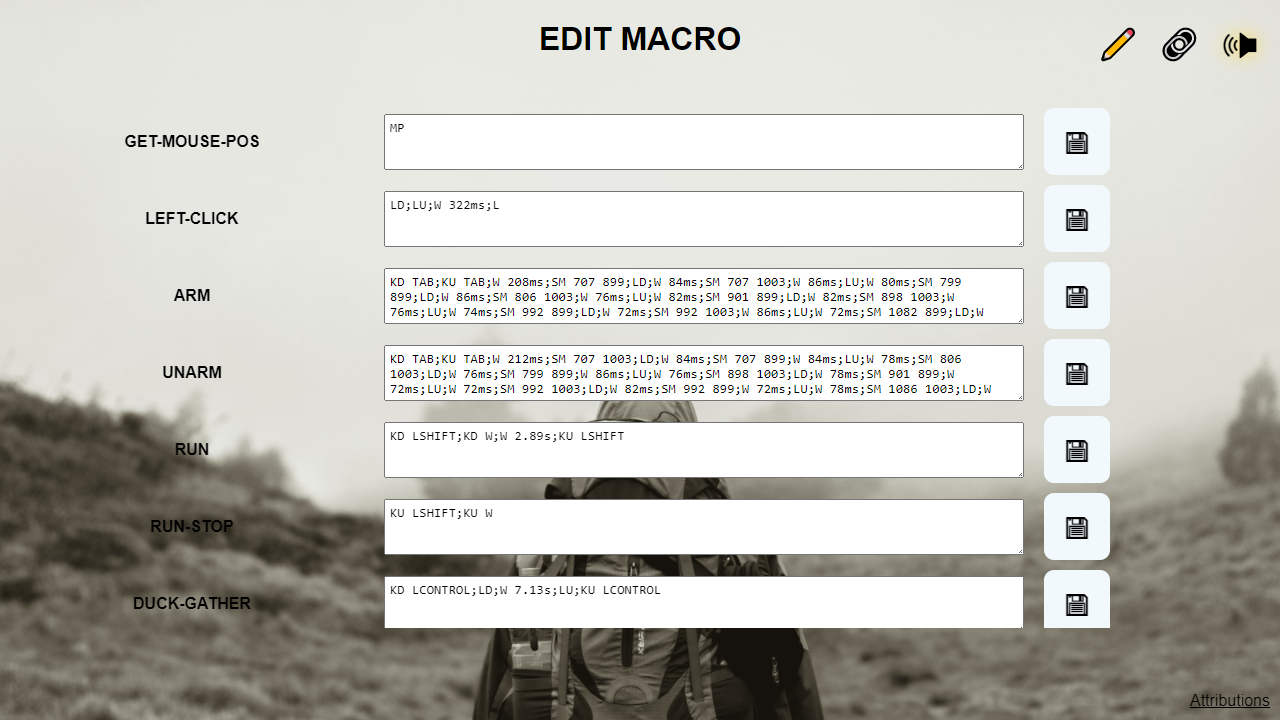 EDIT MACRO
GET-MOUSE-POS
MP
LEFT-CLICK
LD;LU;W 322ms;L
ARM
KD TAB;KU TAB;W 208ms;SM 707 899;LD;W 84ms;SM 707 1003;W 86ms;LU;W 80ms;SM 799
899;LD;W 86ms;SM 806 1003;W 76ms;LU;W 82ms;SM 901 899;LD;W 82ms;SM 898 1003;W
76ms;LU;W 74ms;SM 992 899;LD;W 72ms;SM 992 1003;W 86ms;LU;W 72ms;SM 1082 899;LD;W
UNARM
KD TAB;KU TAB;W 212ms;SM 707 1003;LD;W 84ms;SM 707 899;W 84ms;LU;W 78ms;SM 806
1003;LD;W 76ms;SM 799 899;W 86ms;LU;W 76ms;SM 898 1003;LD;W 78ms;SM 901 899;W
72ms;LU;W 72ms;SM 992 1003;LD;W 82ms;SM 992 899;W 72ms;LU;W 78ms;SM 1086 1003;LD;W
RUN
KD LSHIFT;KD W;W 2.89s;KU LSHIFT
RUN-STOP
KU LSHIFT;KU W
DUCK-GATHER
KD LCONTROL;LD;W 7.13s;LU;KU LCONTROL
Attributions